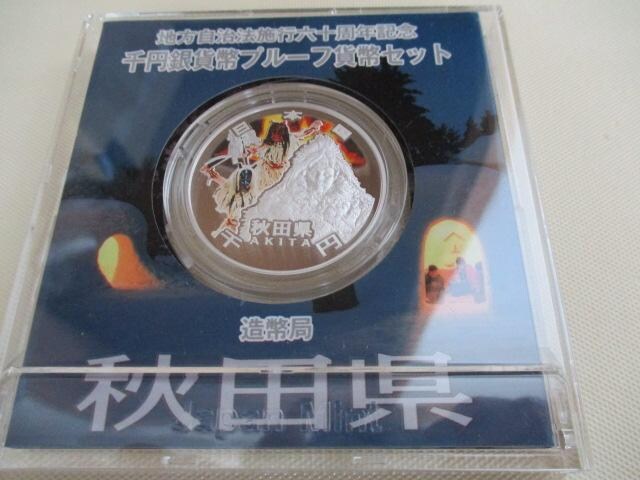 地方自治法施行六十周年記念
千円銀貨幣プルーフ貨幣セット
日本国
秋田県
AKITA
千円
造幣局
秋田県
Japan Mint